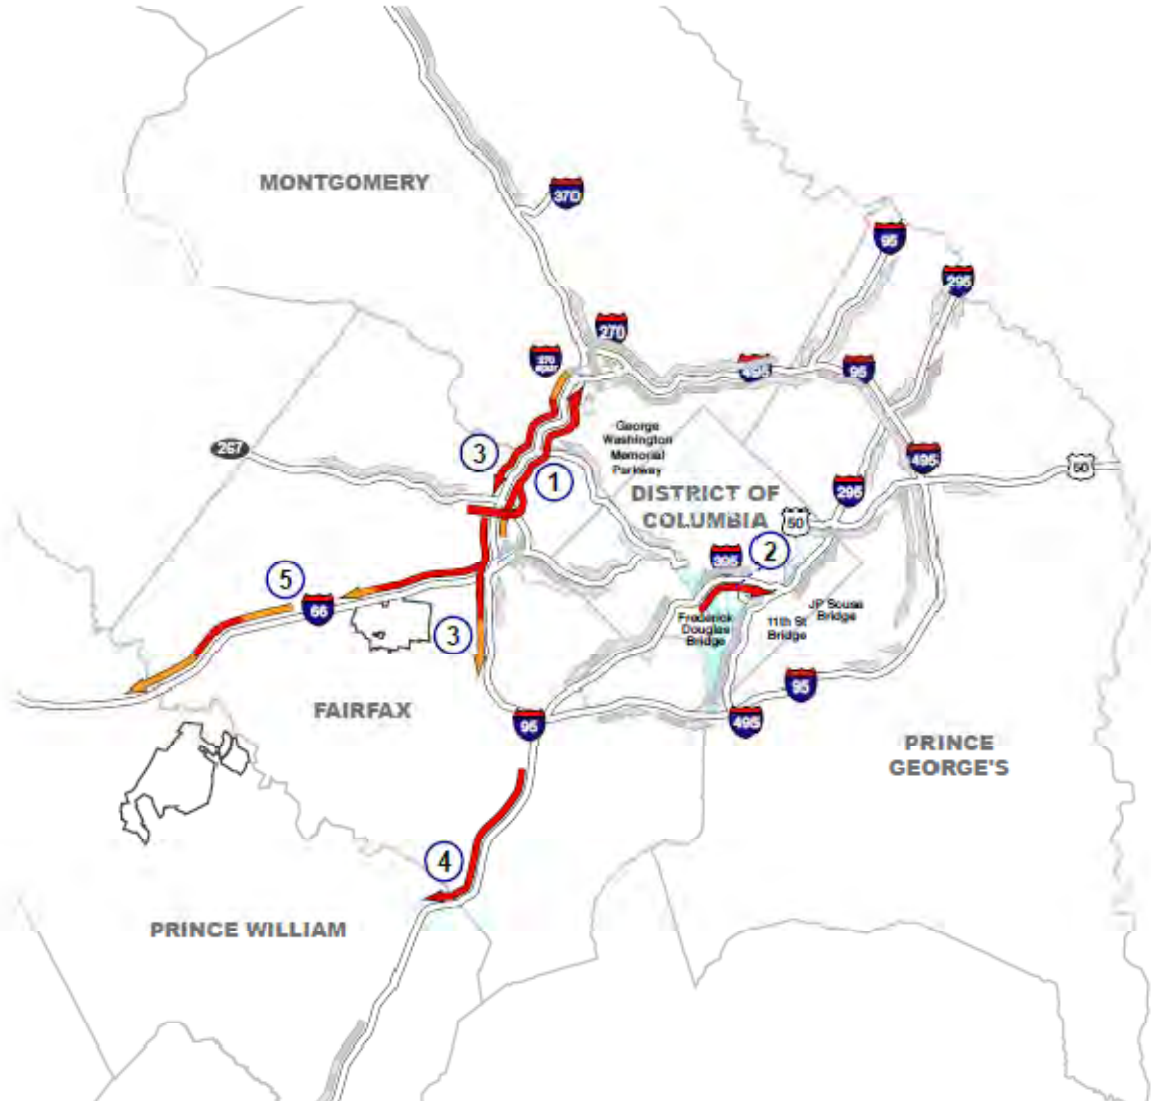 MONTGOMERY
370
95
295
270
270
SPUR
495
95
George
Washington
Memorial
Parkway
267
3
1
495
50
295
DISTRICT OF
COLUMBIA
50
395
2
5
66
3
Frederick
Douglas
Bridge
11th St
Bridge
JP Sousa
Bridge
95
FAIRFAX
95
495
PRINCE
GEORGE'S
4
PRINCE WILLIAM